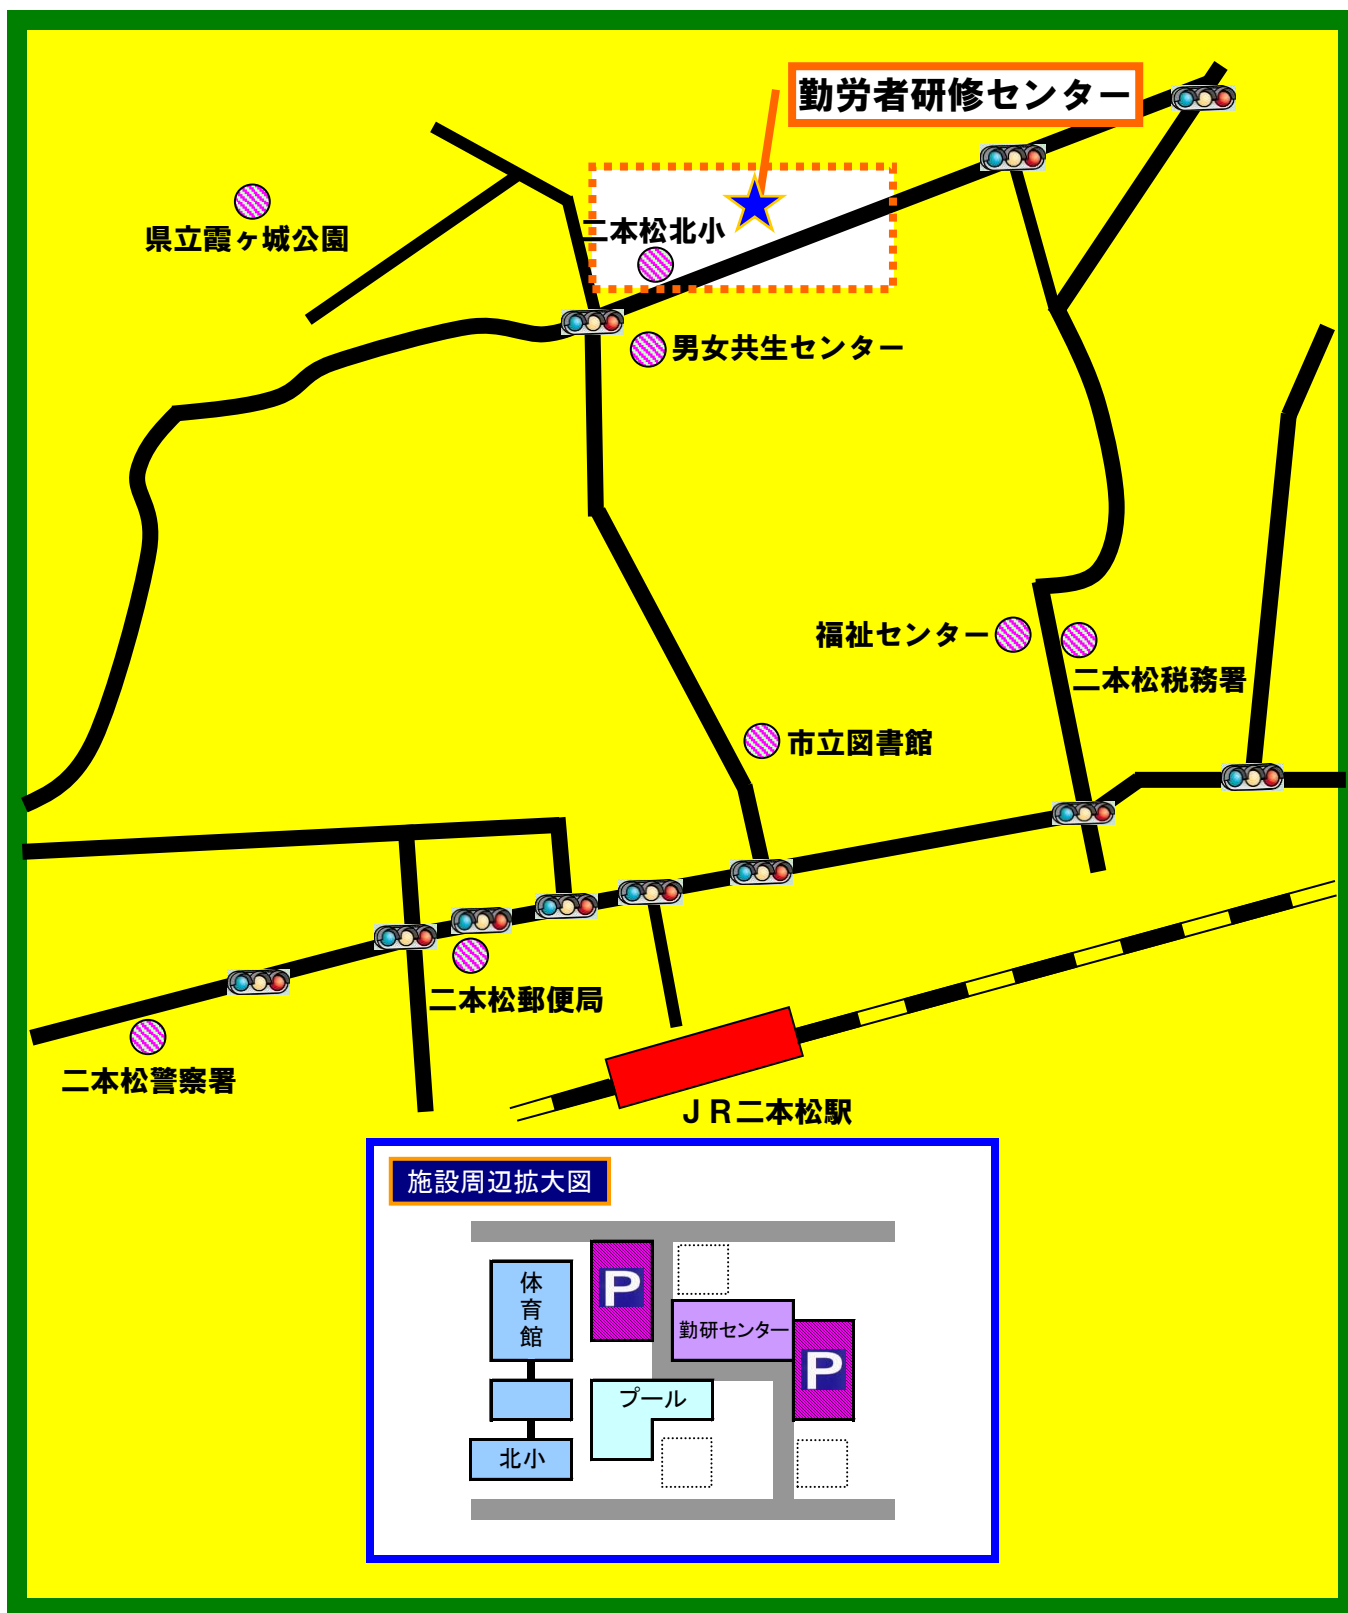 勤労者研修センター
県立霞ヶ城公園
二本松北小
男女共生センター
福祉センター
二本松税務署
市立図書館
二本松郵便局
二本松警察署
ＪＲ二本松駅
施設周辺拡大図
体育館
P
勤研センター
P
プール
北小